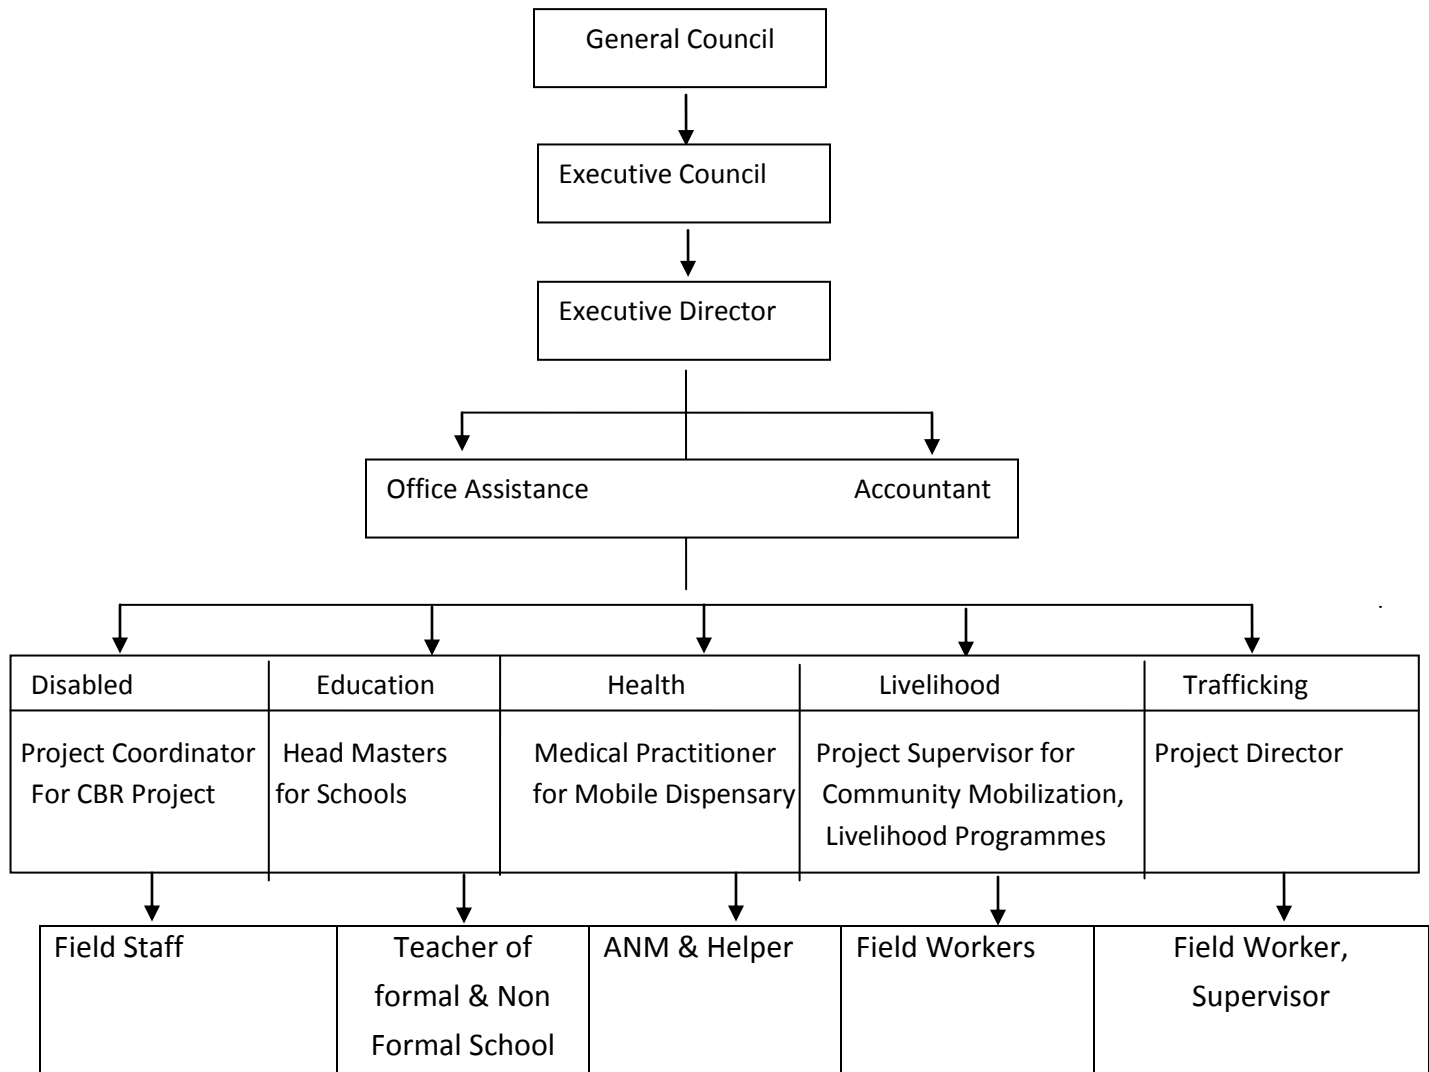 General Council
Executive Council
Executive Director
Office Assistance Accountant
Disabled Education Health Livelihood Trafficking
Project Coordinator
For CBR Project
Head Masters
for Schools
Medical Practitioner
for Mobile Dispensary
Project Supervisor for
Community Mobilization,
Livelihood Programmes
Project Director
Field Staff
Teacher of
formal & Non
Formal School
ANM & Helper
Field Workers
Field Worker,
Supervisor